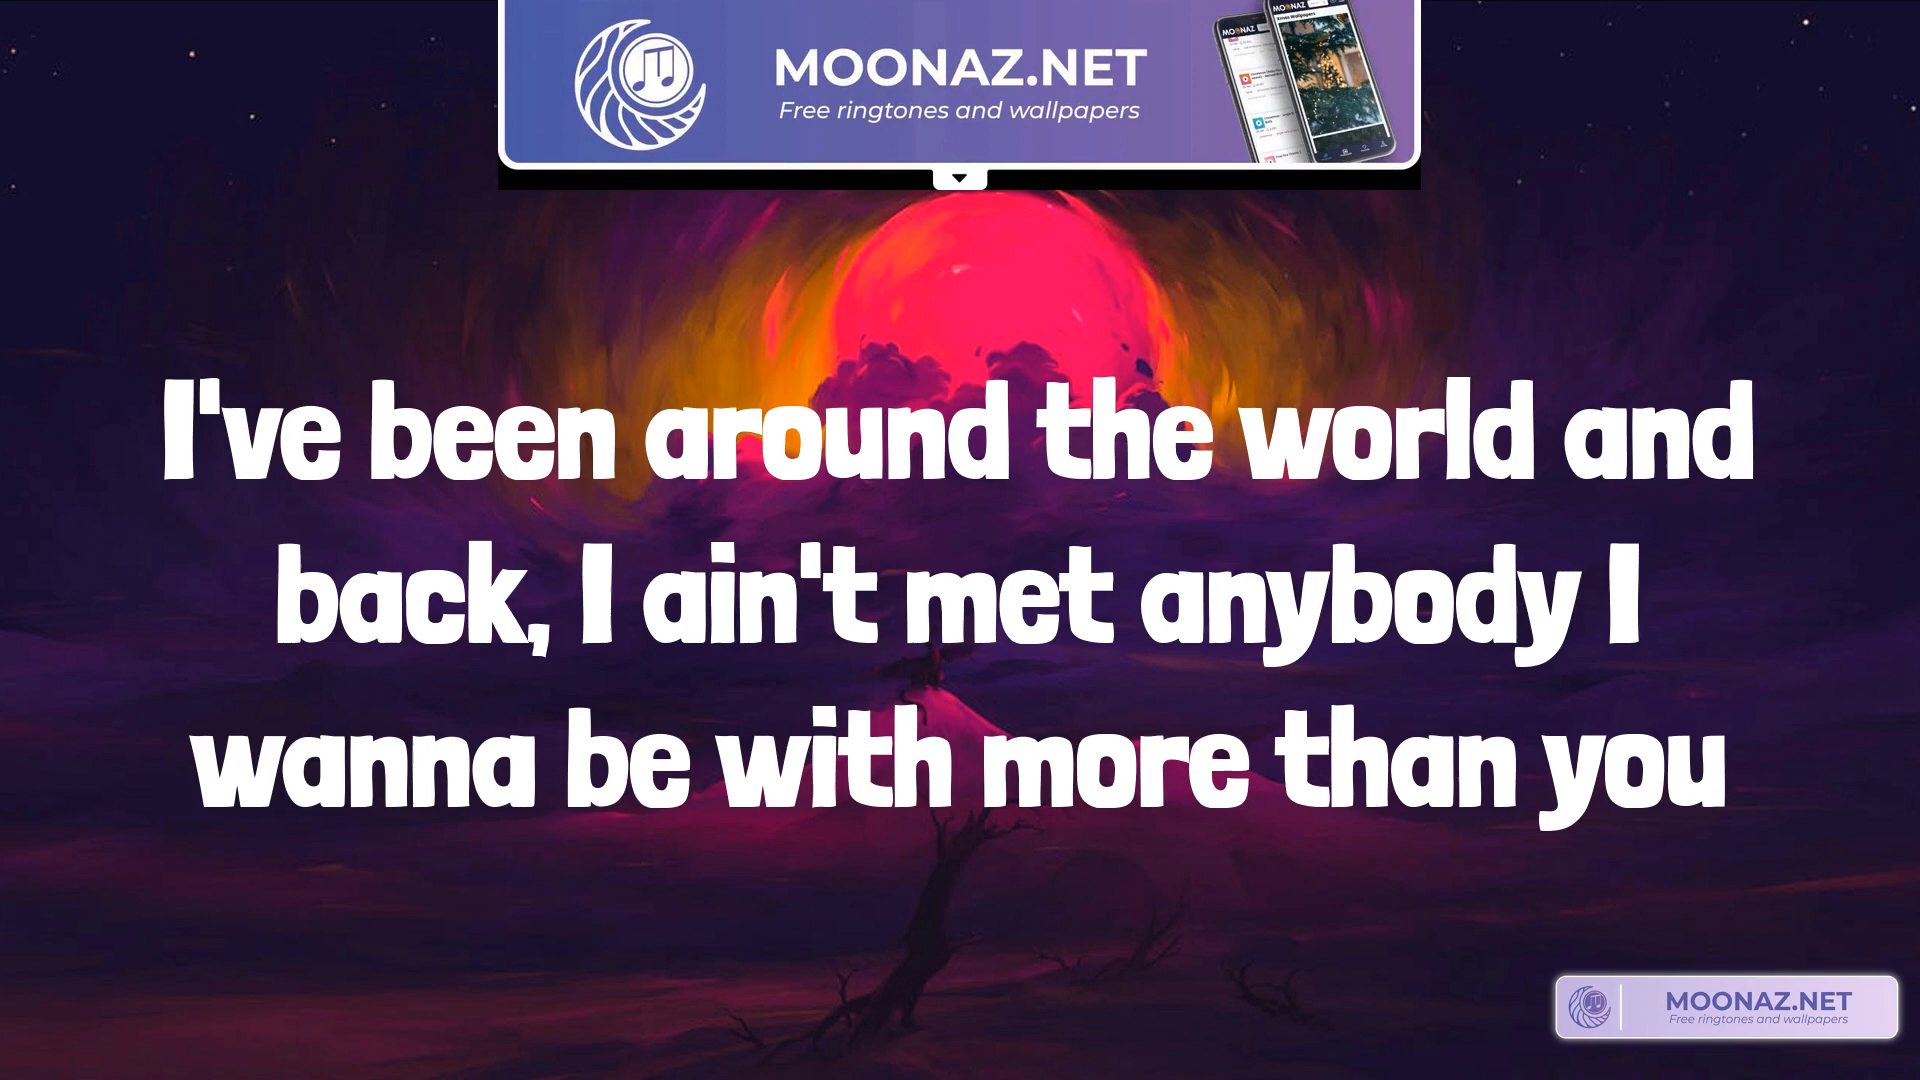 MOONAZ.NET
Free ringtones and wallpapers
I've been around the world and
back, I ain't met anybody I
wanna be with more than you
MOONAZ.NET
Free ringtones and wallpapers